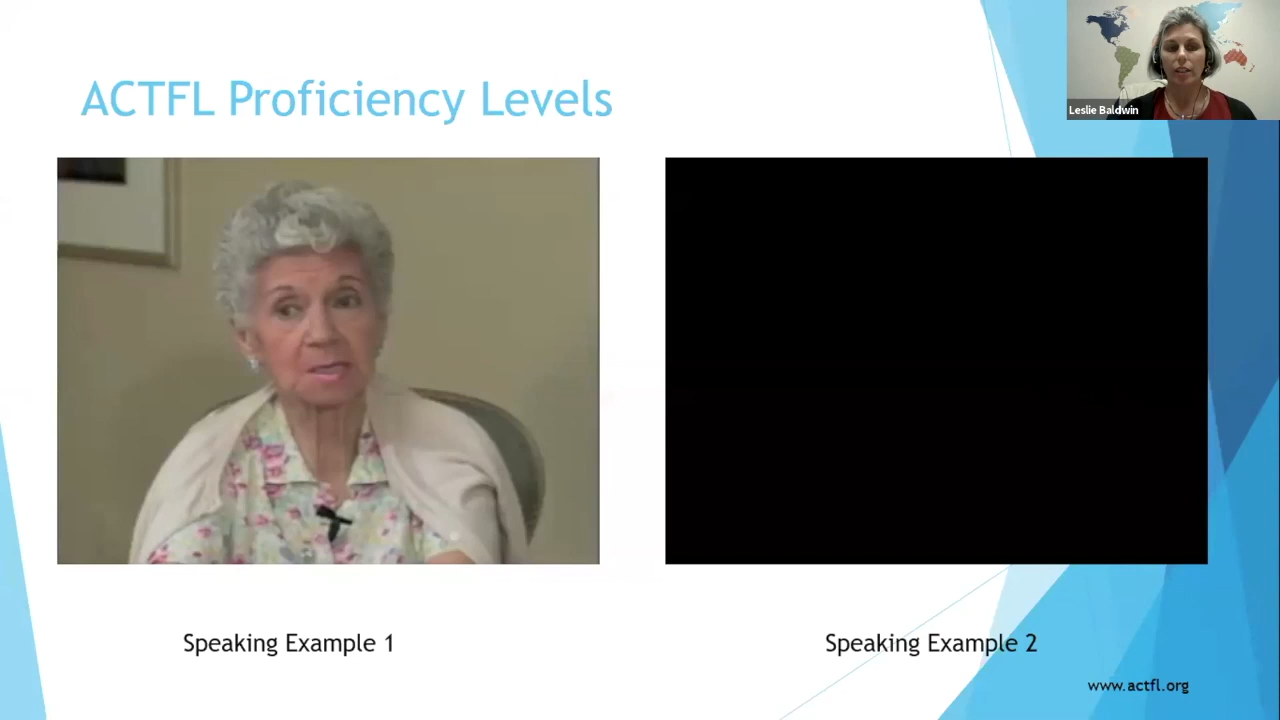 ACTFL Proficiency Levels
Leslie Baldwin
Speaking Example 1
Speaking Example 2
www.actfl.org